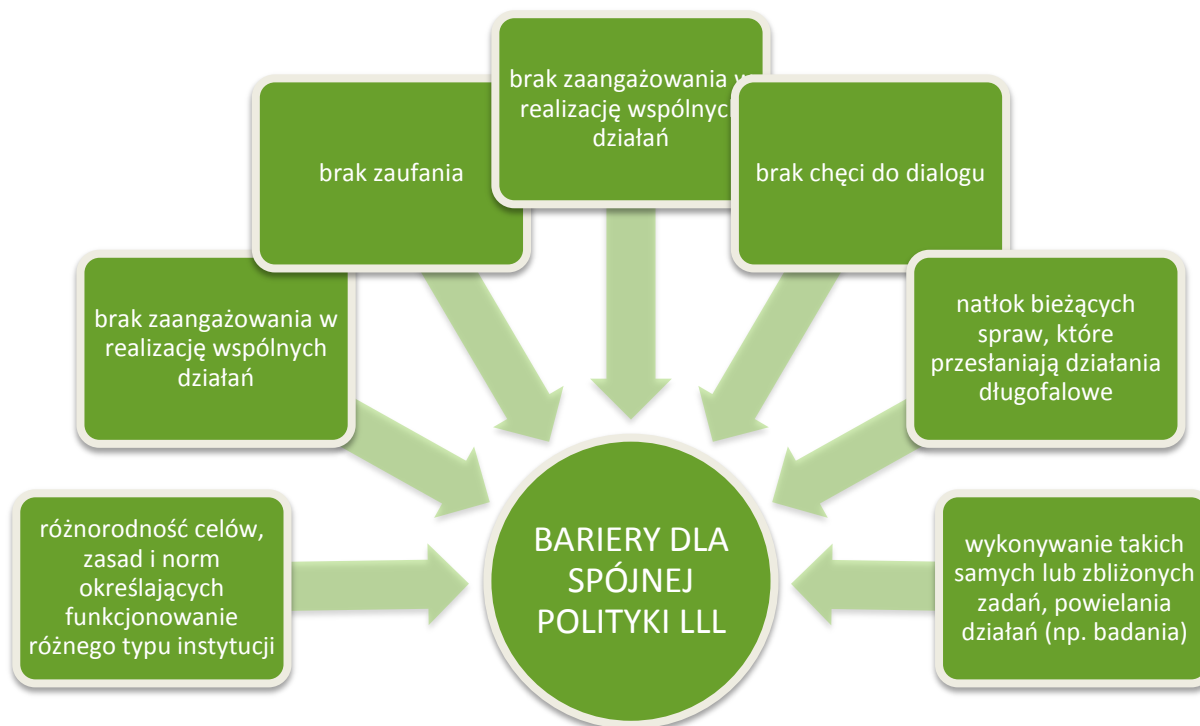 brak zaangażowania w
realizację wspólnych
działań
brak zaufania
brak chęci do dialogu
brak zaangażowania w
realizację wspólnych
działań
natłok bieżących
spraw, które
przesłaniają działania
długofalowe
różnorodność celów,
zasad i norm
określających
funkcjonowanie
różnego typu instytucji
BARIERY DLA
SPÓJNEJ
POLITYKI LLL
wykonywanie takich
samych lub zbliżonych
zadań, powielania
działań (np. badania)